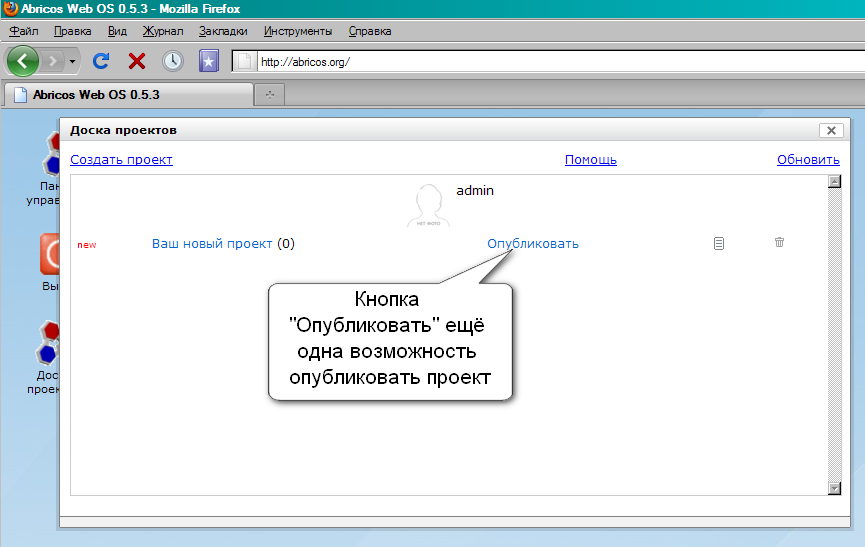 Abricos Web OS 0.5.3 - Mozilla Firefox
Файл Правка Вид Журнал Закладки Инструменты Справка
http://abricos.org/
Abricos Web OS 0.5.3
Доска проектов
Создать проект Помощь Обновить
admin
НЕТ ФОТО
new Ваш новый проект (0) Опубликовать
Кнопка
"Опубликовать" ещё
одна возможность
опубликовать проект
Пан
управ
Вы
Дос
проек